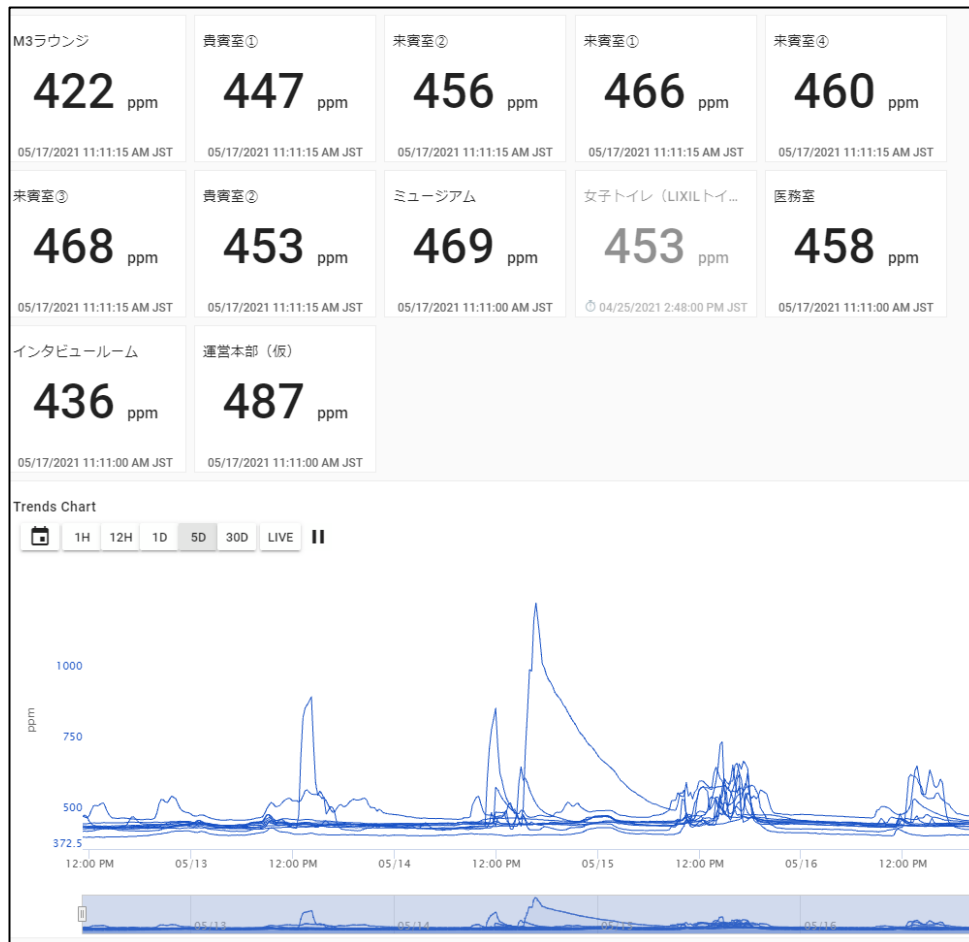 M3ラウンジ
422 ppm
05/17/2021 11:11:15 AM JST
貴賓室①
447 ppm
05/17/2021 11:11:15 AM JST
来賓室②
456 ppm
05/17/2021 11:11:15 AM JST
来賓室①
466 ppm
05/17/2021 11:11:15 AM JST
来賓室④
460 ppm
05/17/2021 11:11:15 AM JST
来賓室③
468 ppm
05/17/2021 11:11:15 AM JST
貴賓室②
453 ppm
05/17/2021 11:11:15 AM JST
ミュージアム
469 ppm
05/17/2021 11:11:00 AM JST
女子トイレ（LIXILトイ...
453 ppm
04/25/2021 2:48:00 PM JST
医務室
458 ppm
05/17/2021 11:11:00 AM JST
インタビュールーム
436 ppm
05/17/2021 11:11:00 AM JST
運営本部（仮）
487 ppm
05/17/2021 11:11:00 AM JST
Trends Chart
1H 12H 1D 5D 30D LIVE
1000
750
500
372.5
ppm
12:00 PM 05/13 12:00 PM 05/14 12:00 PM 05/15 12:00 PM 05/16 12:00 PM
05/13 05/14 05/15 05/16